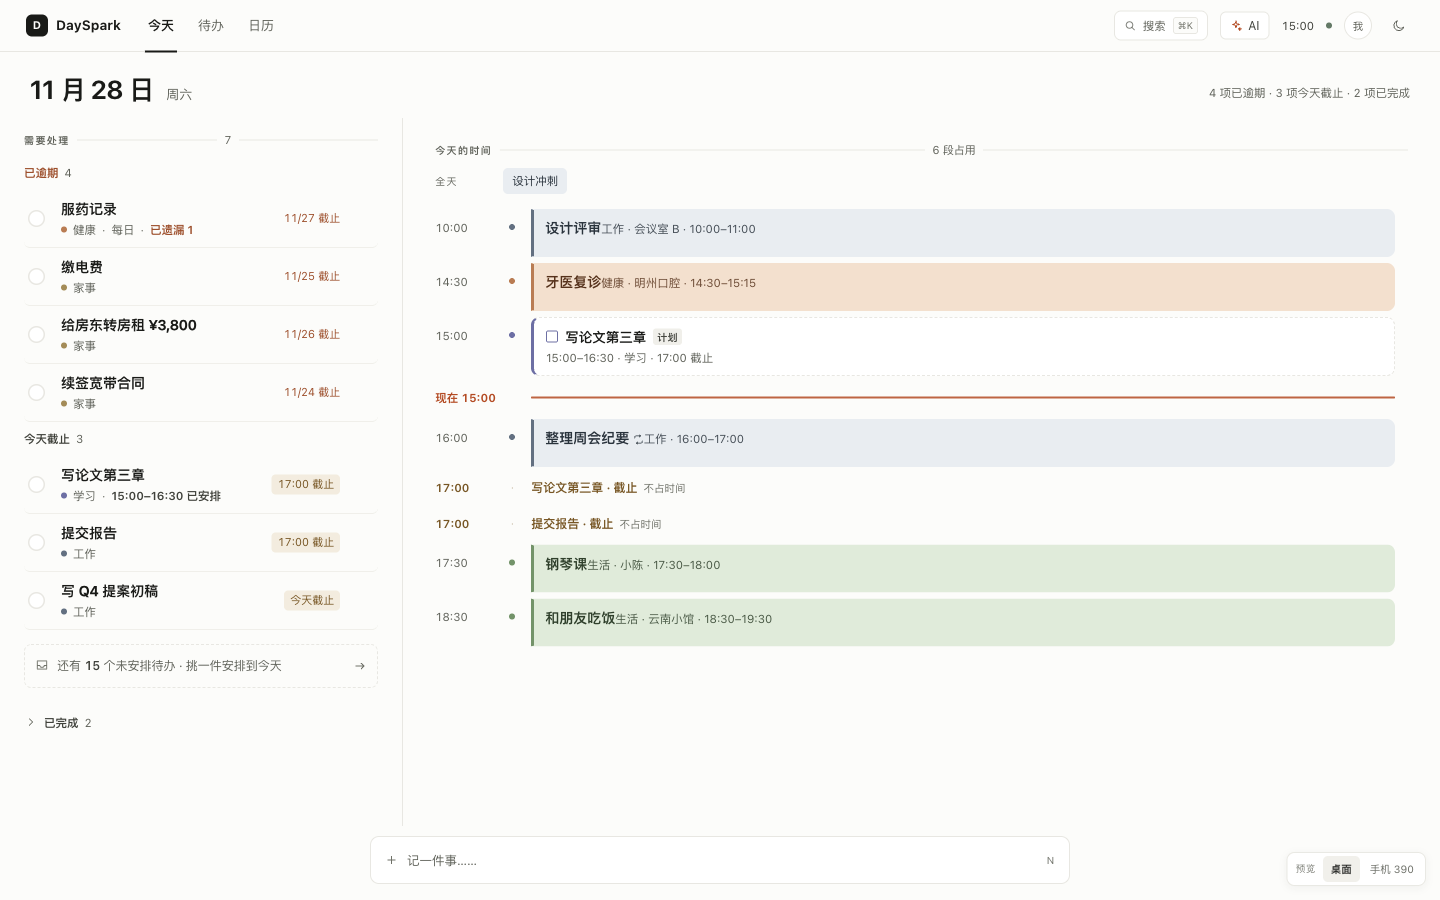 D DaySpark 今天 待办 日历 搜索 ⌘K AI 15:00 我
11 月 28 日 周六
4 项已逾期 · 3 项今天截止 · 2 项已完成
需要处理 7
已逾期 4
服药记录 11/27 截止
健康 · 每日 · 已遗漏 1
缴电费 11/25 截止
家事
给房东转房租 ¥3,800 11/26 截止
家事
续签宽带合同 11/24 截止
家事
今天截止 3
写论文第三章 17:00 截止
学习 · 15:00–16:30 已安排
提交报告 17:00 截止
工作
写 Q4 提案初稿 今天截止
工作
还有 15 个未安排待办 · 挑一件安排到今天 →
已完成 2
今天的时间 6 段占用
全天 设计冲刺
10:00 设计评审工作 · 会议室 B · 10:00–11:00
14:30 牙医复诊健康 · 明州口腔 · 14:30–15:15
15:00 写论文第三章 计划
15:00–16:30 · 学习 · 17:00 截止
现在 15:00
16:00 整理周会纪要 工作 · 16:00–17:00
17:00 写论文第三章 · 截止 不占时间
17:00 提交报告 · 截止 不占时间
17:30 钢琴课生活 · 小陈 · 17:30–18:00
18:30 和朋友吃饭生活 · 云南小馆 · 18:30–19:30
+ 记一件事…… N
预览 桌面 手机 390